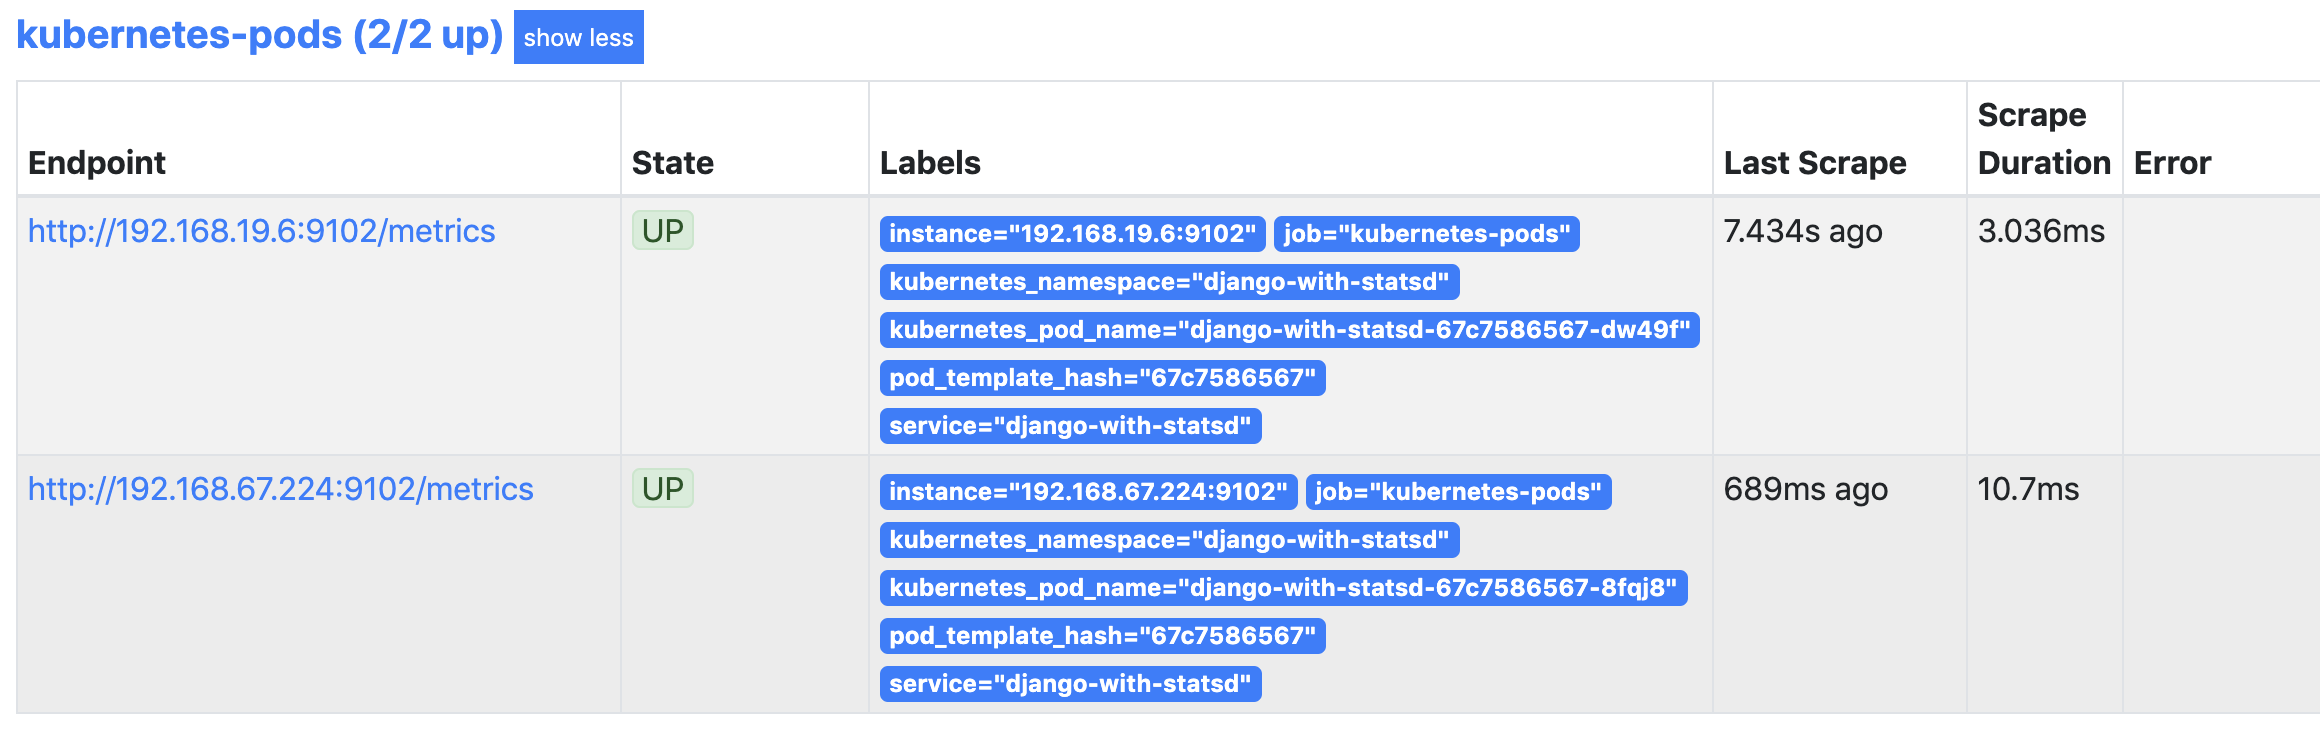 kubernetes-pods (2/2 up) show less
Endpoint State Labels Last Scrape Scrape Duration Error
http://192.168.19.6:9102/metrics UP instance="192.168.19.6:9102" job="kubernetes-pods" 7.434s ago 3.036ms
kubernetes_namespace="django-with-statsd"
kubernetes_pod_name="django-with-statsd-67c7586567-dw49f"
pod_template_hash="67c7586567"
service="django-with-statsd"
http://192.168.67.224:9102/metrics UP instance="192.168.67.224:9102" job="kubernetes-pods" 689ms ago 10.7ms
kubernetes_namespace="django-with-statsd"
kubernetes_pod_name="django-with-statsd-67c7586567-8fqj8"
pod_template_hash="67c7586567"
service="django-with-statsd"